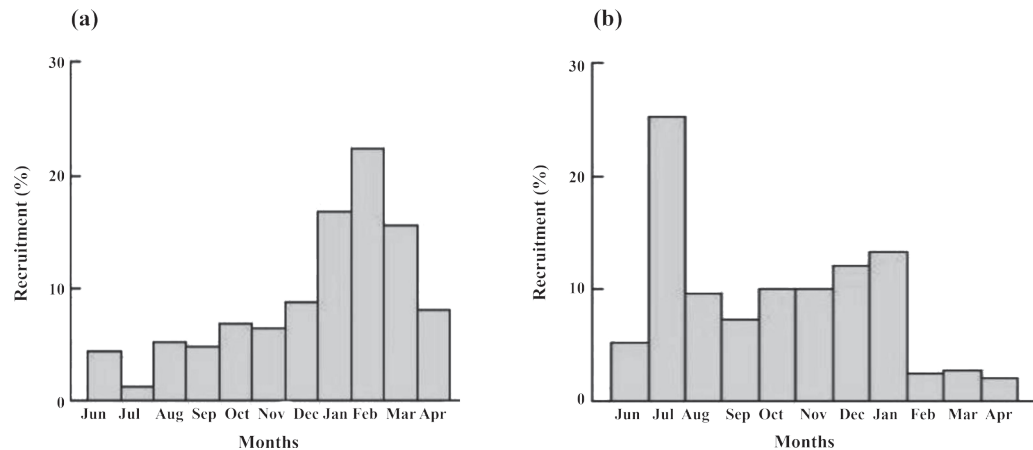 (a)
30
20
10
0
Recruitment (%)
Jun Jul Aug Sep Oct Nov Dec Jan Feb Mar Apr
Months
(b)
30
20
10
0
Recruitment (%)
Jun Jul Aug Sep Oct Nov Dec Jan Feb Mar Apr
Months